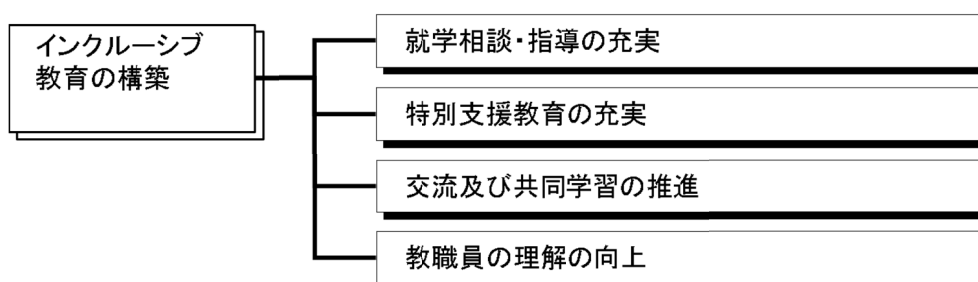 インクルーシブ
教育の構築
就学相談・指導の充実
特別支援教育の充実
交流及び共同学習の推進
教職員の理解の向上